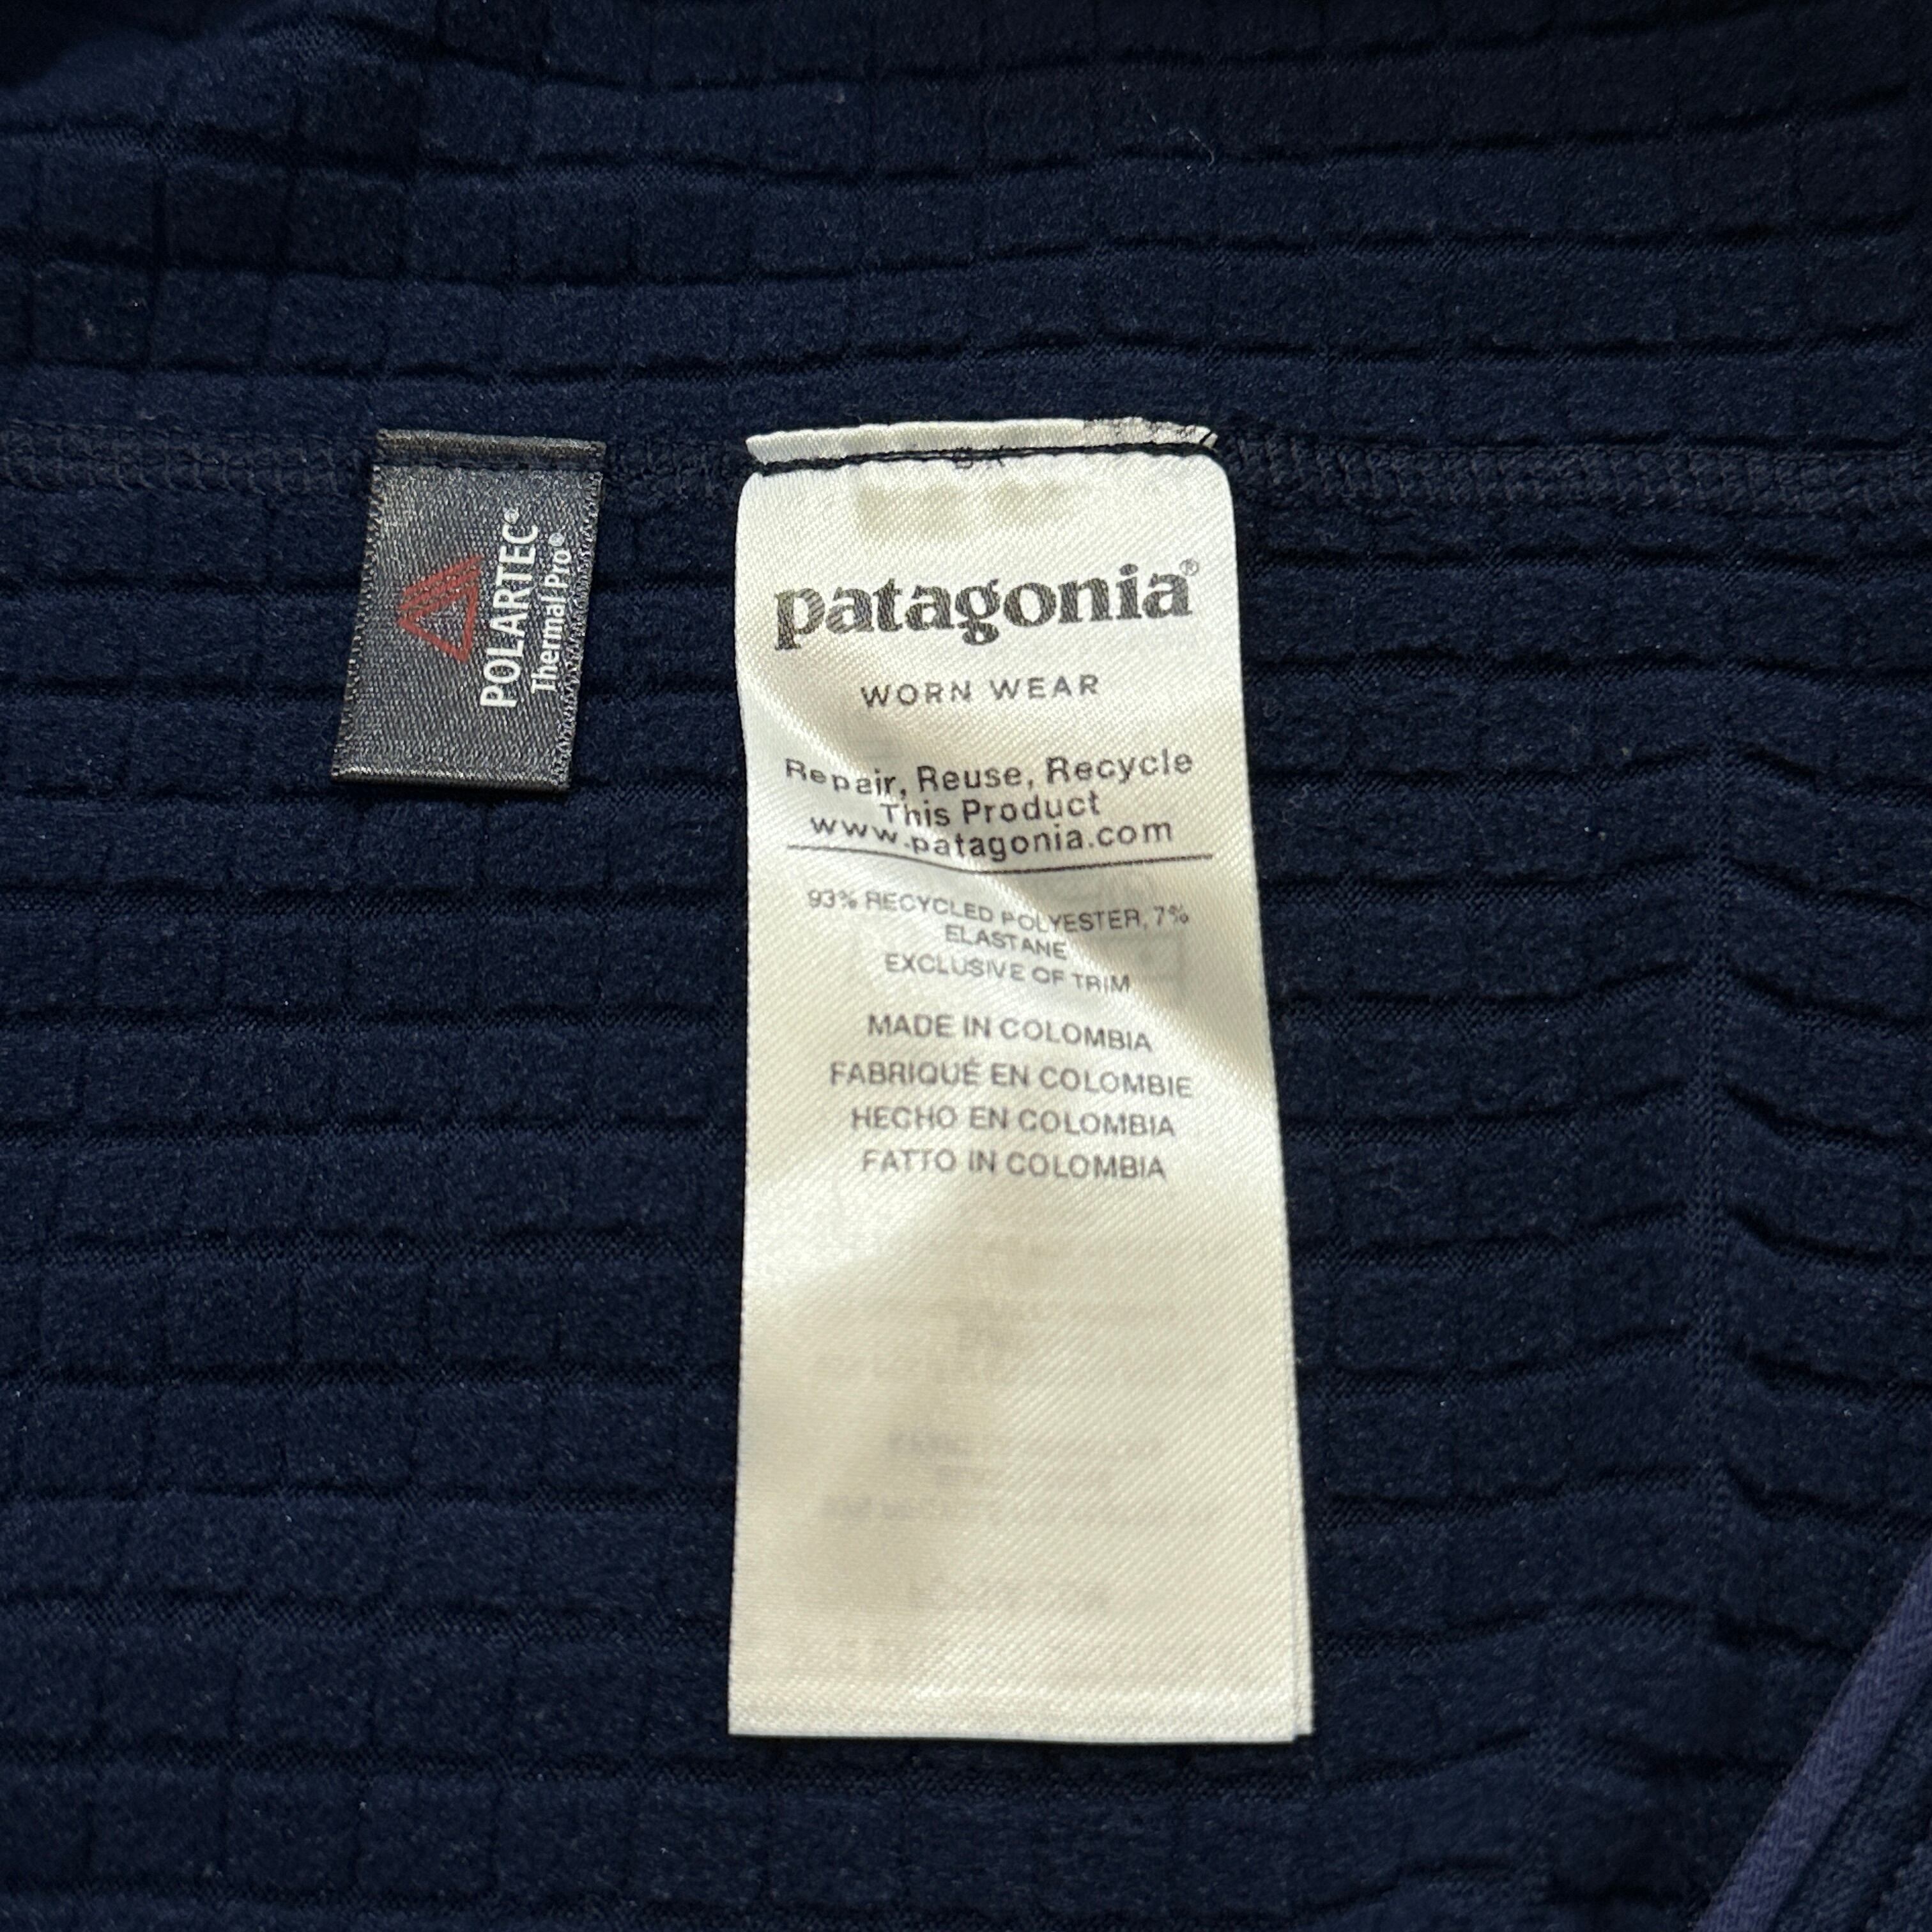 POLARTEC®
Thermal Pro®
patagonia®
WORN WEAR
Repair, Reuse, Recycle
This Product
www.patagonia.com
93% RECYCLED POLYESTER, 7%
ELASTANE
EXCLUSIVE OF TRIM
MADE IN COLOMBIA
FABRIQUÉ EN COLOMBIE
HECHO EN COLOMBIA
FATTO IN COLOMBIA